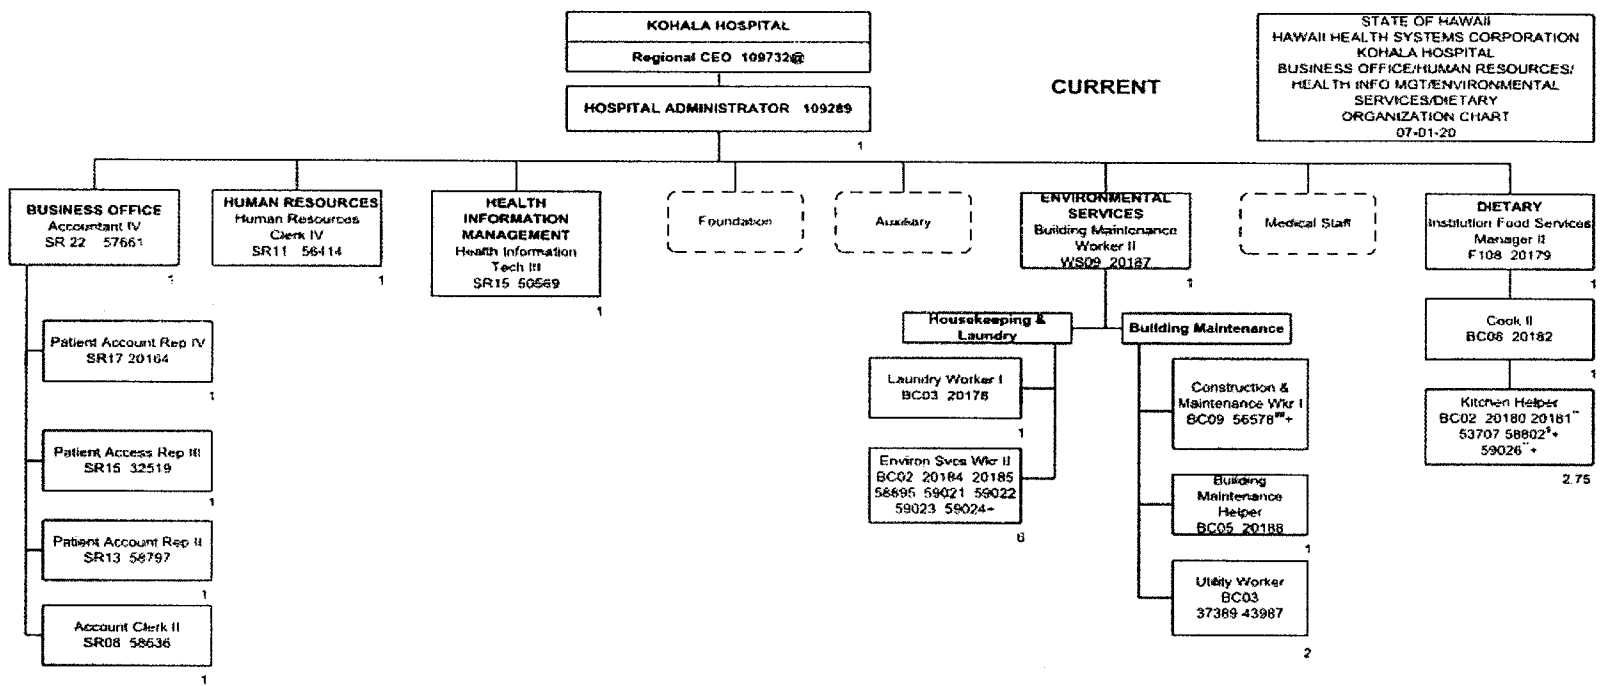 KOHALA HOSPITAL
Regional CEO 109732@
HOSPITAL ADMINISTRATOR 109289
1
CURRENT
STATE OF HAWAII
HAWAII HEALTH SYSTEMS CORPORATION
KOHALA HOSPITAL
BUSINESS OFFICE/HUMAN RESOURCES/
HEALTH INFO MGT/ENVIRONMENTAL
SERVICES/DIETARY
ORGANIZATION CHART
07-01-20
BUSINESS OFFICE
Accountant IV
SR 22 57661
1
HUMAN RESOURCES
Human Resources
Clerk IV
SR11 56414
1
HEALTH
INFORMATION
MANAGEMENT
Health Information
Tech III
SR15 50569
1
Foundation
Auxiliary
ENVIRONMENTAL
SERVICES
Building Maintenance
Worker II
WS09 20187
1
Medical Staff
DIETARY
Institution Food Services
Manager II
F108 20179
1
Patient Account Rep IV
SR17 20164
1
Patient Access Rep III
SR15 32519
1
Patient Account Rep II
SR13 58797
1
Account Clerk II
SR08 58636
1
Housekeeping &
Laundry
Laundry Worker I
BC03 20178
1
Environ Svcs Wkr II
BC02 20184 20185
58695 59021 59022
59023 59024+
6
Building Maintenance
Construction &
Maintenance Wkr I
BC09 56578##+
Building
Maintenance
Helper
BC05 20188
1
Utility Worker
BC03
37389 43987
2
Cook II
BC08 20182
1
Kitchen Helper
BC02 20180 20181**
53707 58802$+
59026**+
2.75